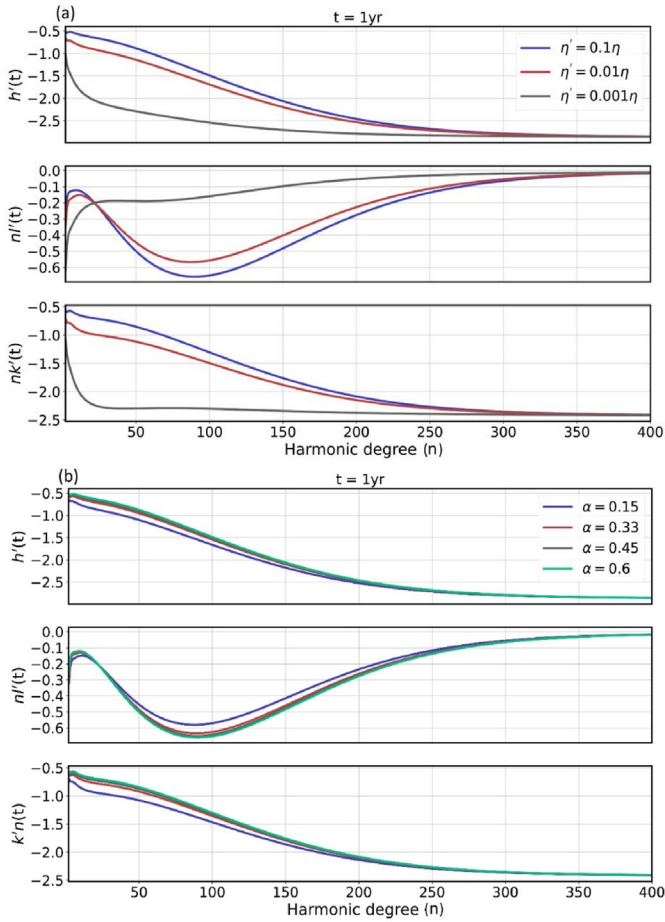 (a)
t = 1yr
−0.5
−1.0
−1.5
−2.0
−2.5
h′(t)
η′ = 0.1η
η′ = 0.01η
η′ = 0.001η
0.0
−0.1
−0.2
−0.3
−0.4
−0.5
−0.6
nl′(t)
−0.5
−1.0
−1.5
−2.0
−2.5
nk′(t)
50 100 150 200 250 300 350 400
Harmonic degree (n)
(b)
t = 1yr
−0.5
−1.0
−1.5
−2.0
−2.5
h′(t)
α = 0.15
α = 0.33
α = 0.45
α = 0.6
0.0
−0.1
−0.2
−0.3
−0.4
−0.5
−0.6
nl′(t)
−0.5
−1.0
−1.5
−2.0
−2.5
k′n(t)
50 100 150 200 250 300 350 400
Harmonic degree (n)